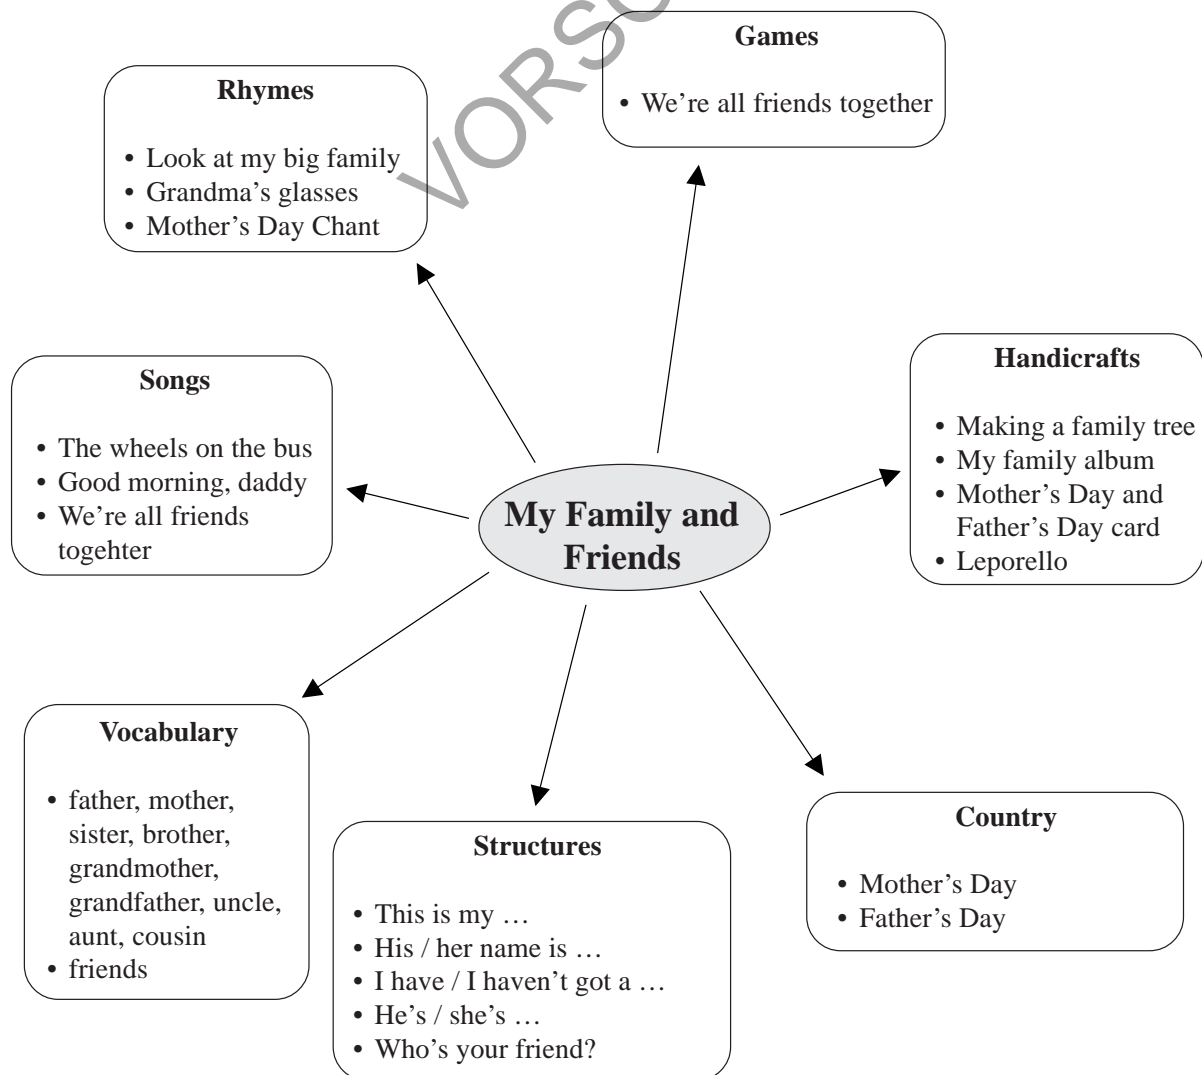 Games
• We’re all friends together
Rhymes
• Look at my big family
• Grandma’s glasses
• Mother’s Day Chant
Songs
• The wheels on the bus
• Good morning, daddy
• We’re all friends
togehter
My Family and
Friends
Handicrafts
• Making a family tree
• My family album
• Mother’s Day and
Father’s Day card
• Leporello
Vocabulary
• father, mother,
sister, brother,
grandmother,
grandfather, uncle,
aunt, cousin
• friends
Structures
• This is my …
• His / her name is …
• I have / I haven’t got a …
• He’s / she’s …
• Who’s your friend?
Country
• Mother’s Day
• Father’s Day